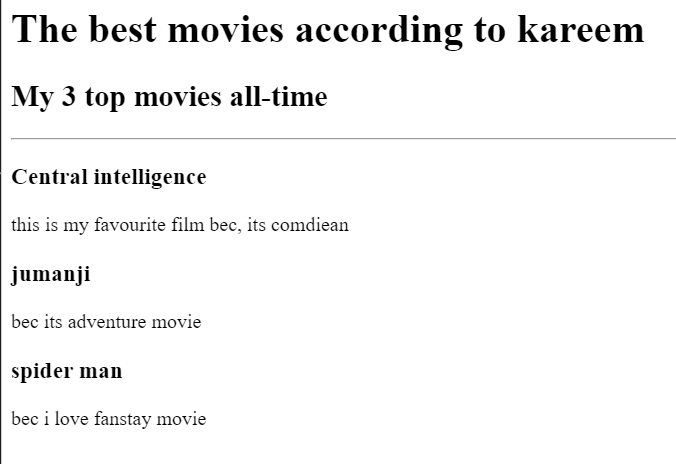 The best movies according to kareem
My 3 top movies all-time
Central intelligence
this is my favourite film bec, its comdiean
jumanji
bec its adventure movie
spider man
bec i love fanstay movie